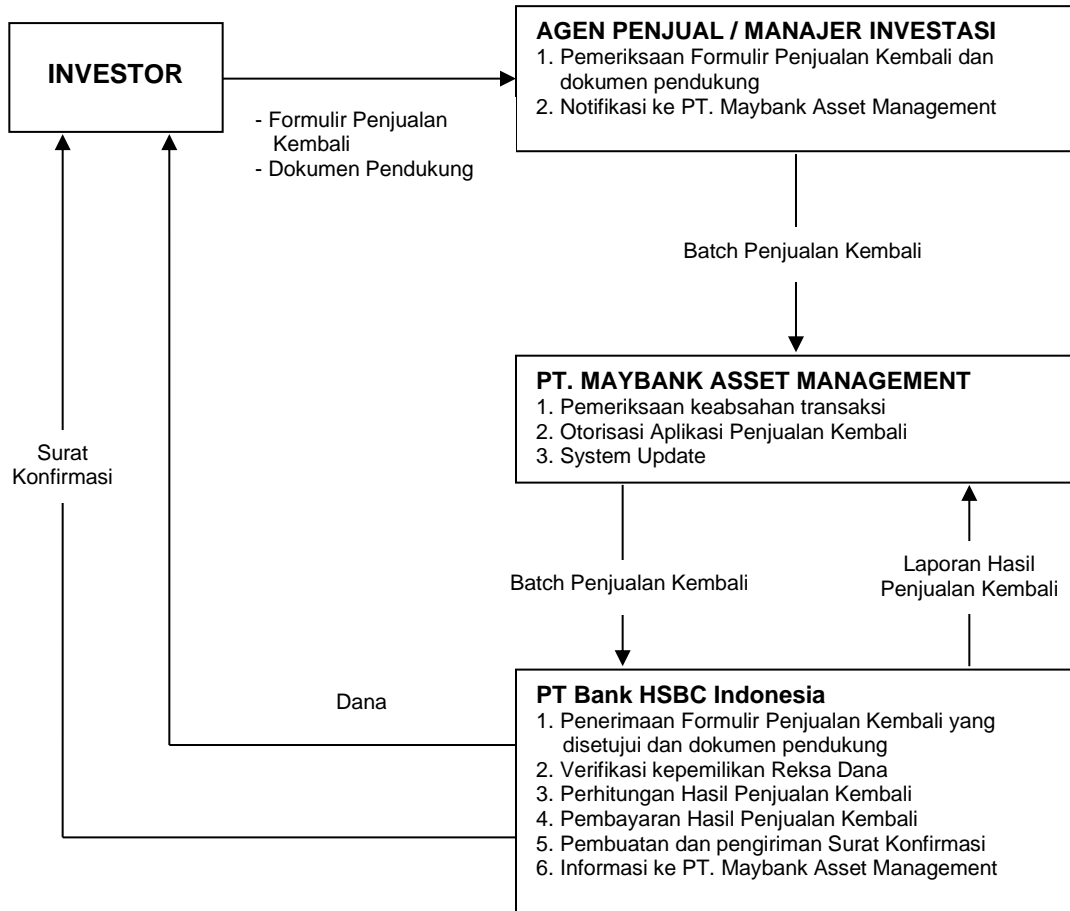 INVESTOR
AGEN PENJUAL / MANAJER INVESTASI
1. Pemeriksaan Formulir Penjualan Kembali dan
dokumen pendukung
2. Notifikasi ke PT. Maybank Asset Management
- Formulir Penjualan
Kembali
- Dokumen Pendukung
Batch Penjualan Kembali
PT. MAYBANK ASSET MANAGEMENT
1. Pemeriksaan keabsahan transaksi
2. Otorisasi Aplikasi Penjualan Kembali
3. System Update
Surat
Konfirmasi
Batch Penjualan Kembali
Laporan Hasil
Penjualan Kembali
Dana
PT Bank HSBC Indonesia
1. Penerimaan Formulir Penjualan Kembali yang
disetujui dan dokumen pendukung
2. Verifikasi kepemilikan Reksa Dana
3. Perhitungan Hasil Penjualan Kembali
4. Pembayaran Hasil Penjualan Kembali
5. Pembuatan dan pengiriman Surat Konfirmasi
6. Informasi ke PT. Maybank Asset Management